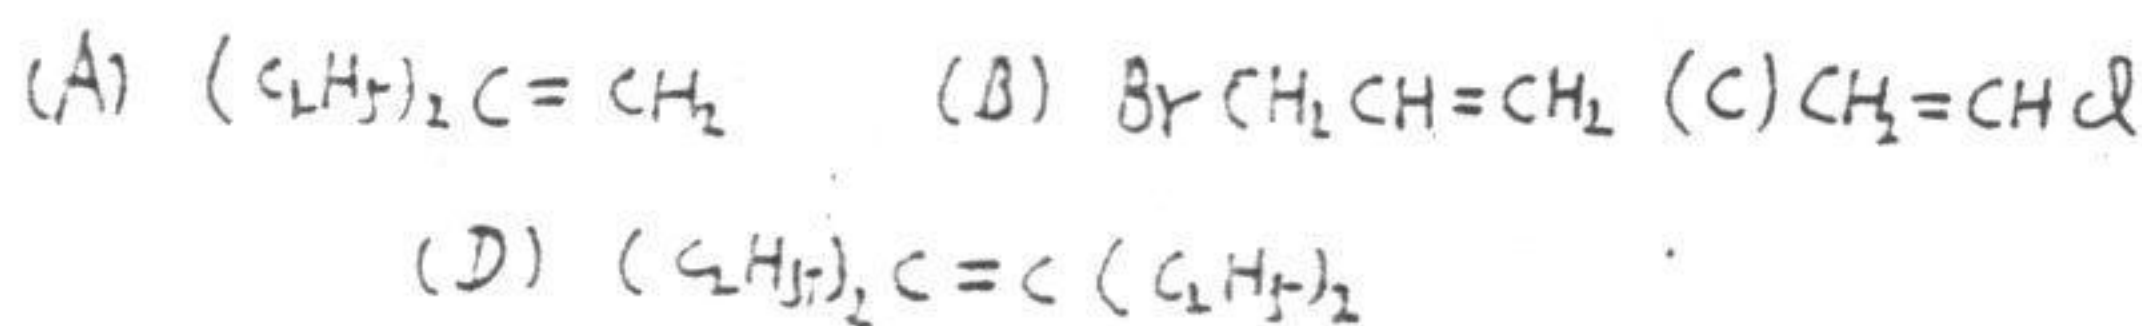 (A) (C₂H₅)₂C=CH₂ (B) BrCH₂CH=CH₂ (C) CH₂=CHCl
(D) (C₂H₅)₂C=C(C₂H₅)₂